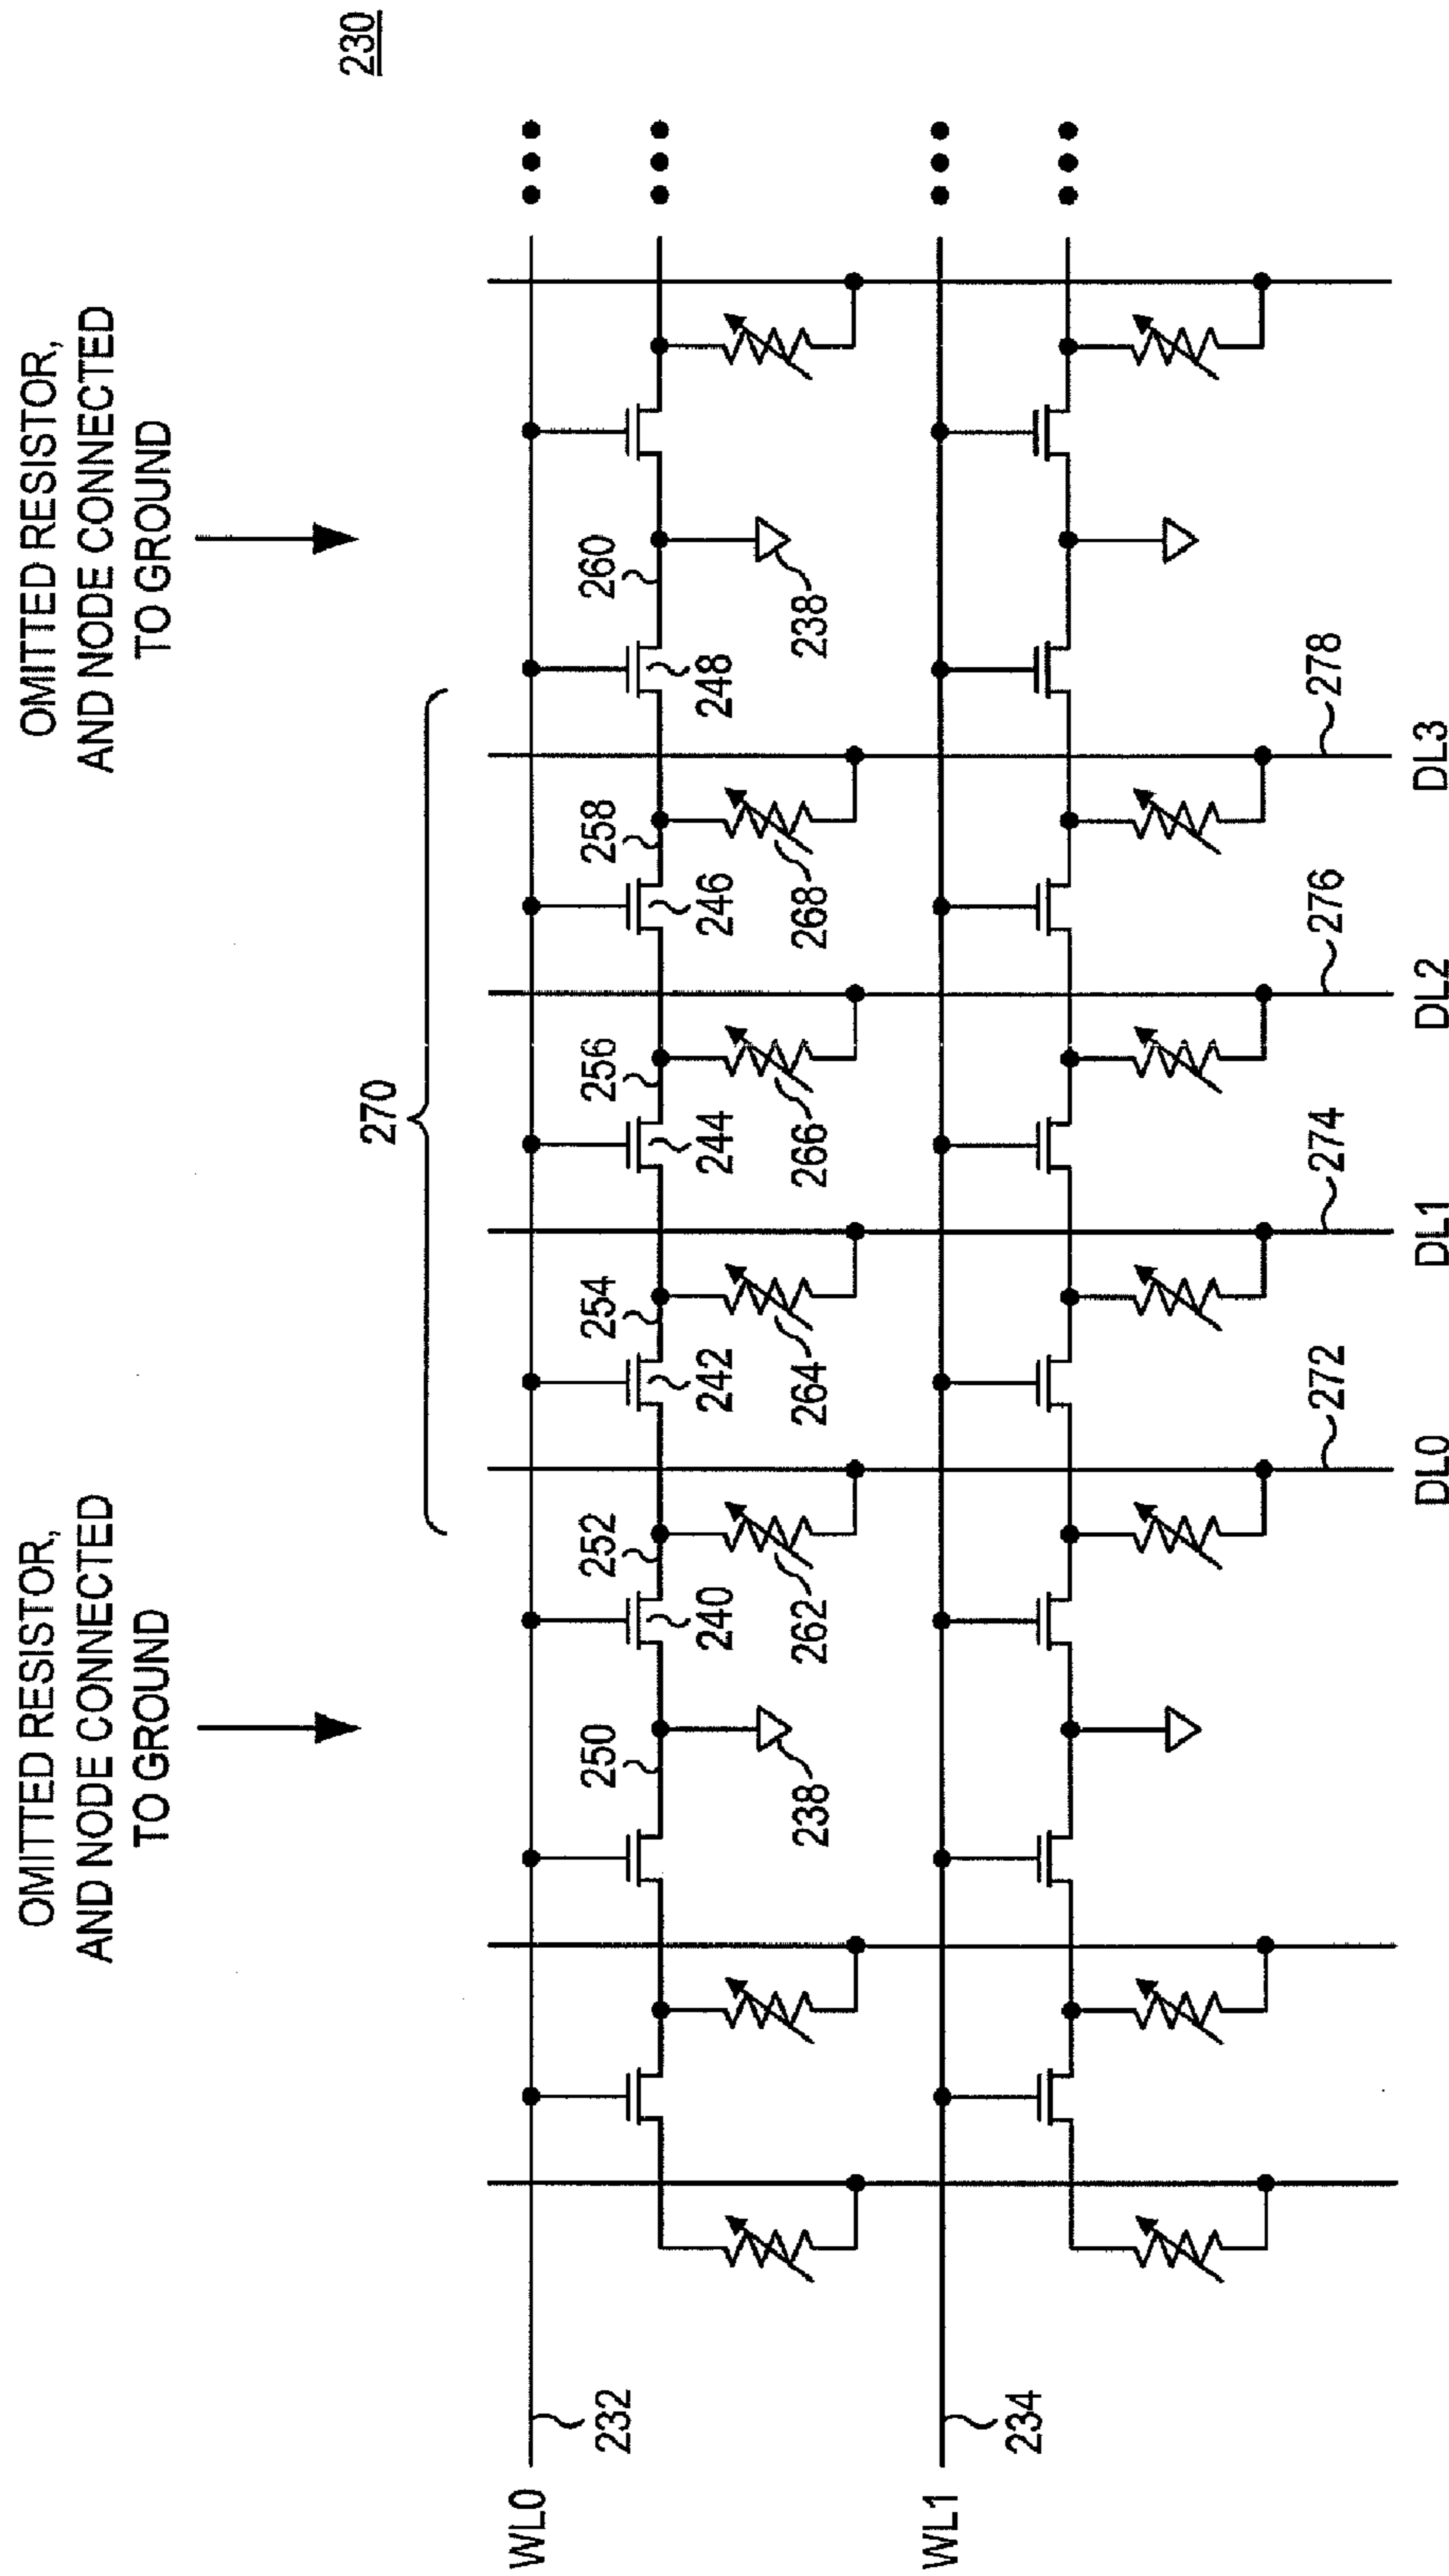 230
OMITTED RESISTOR,
AND NODE CONNECTED
TO GROUND
OMITTED RESISTOR,
AND NODE CONNECTED
TO GROUND
270
WL0
232
250
240
252
242
254
244
256
246
258
248
260
238
262
264
266
268
238
WL1
234
272
274
276
278
DL0
DL1
DL2
DL3